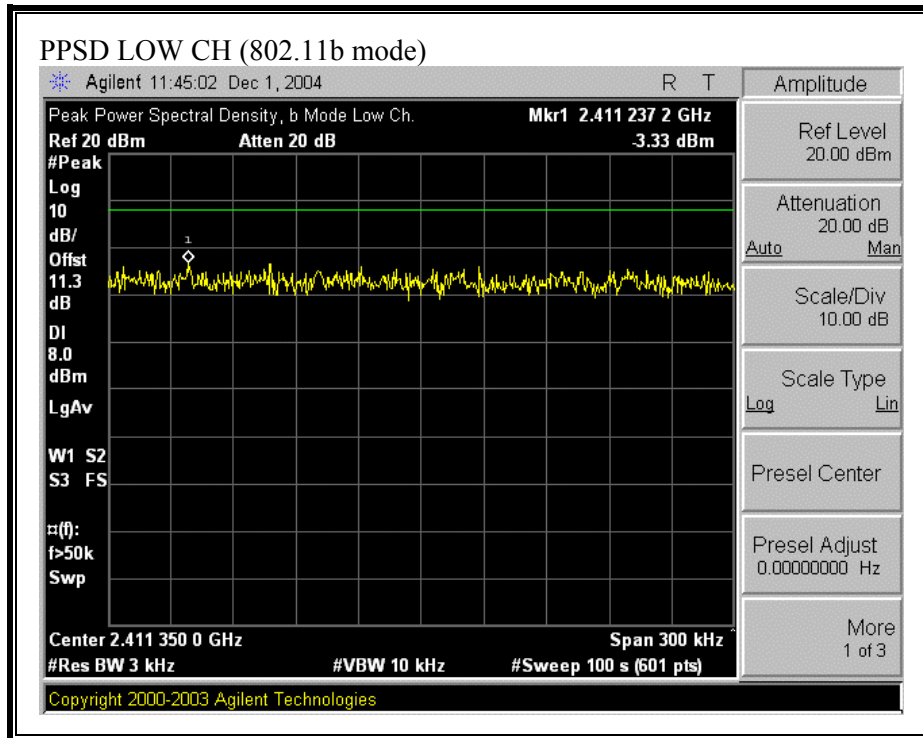 PPSD LOW CH (802.11b mode)
Agilent 11:45:02 Dec 1, 2004 R T
Peak Power Spectral Density, b Mode Low Ch.
Mkr1 2.411 237 2 GHz
Ref 20 dBm Atten 20 dB -3.33 dBm
#Peak
Log
10
dB/
Offst
11.3
dB
DI
8.0
dBm
LgAv
W1 S2
S3 FS
¤(f):
f>50k
Swp
1
Center 2.411 350 0 GHz Span 300 kHz ^
#Res BW 3 kHz #VBW 10 kHz #Sweep 100 s (601 pts)
Copyright 2000-2003 Agilent Technologies
Amplitude
Ref Level
20.00 dBm
Attenuation
20.00 dB
Auto Man
Scale/Div
10.00 dB
Scale Type
Log Lin
Presel Center
Presel Adjust
0.00000000 Hz
More
1 of 3